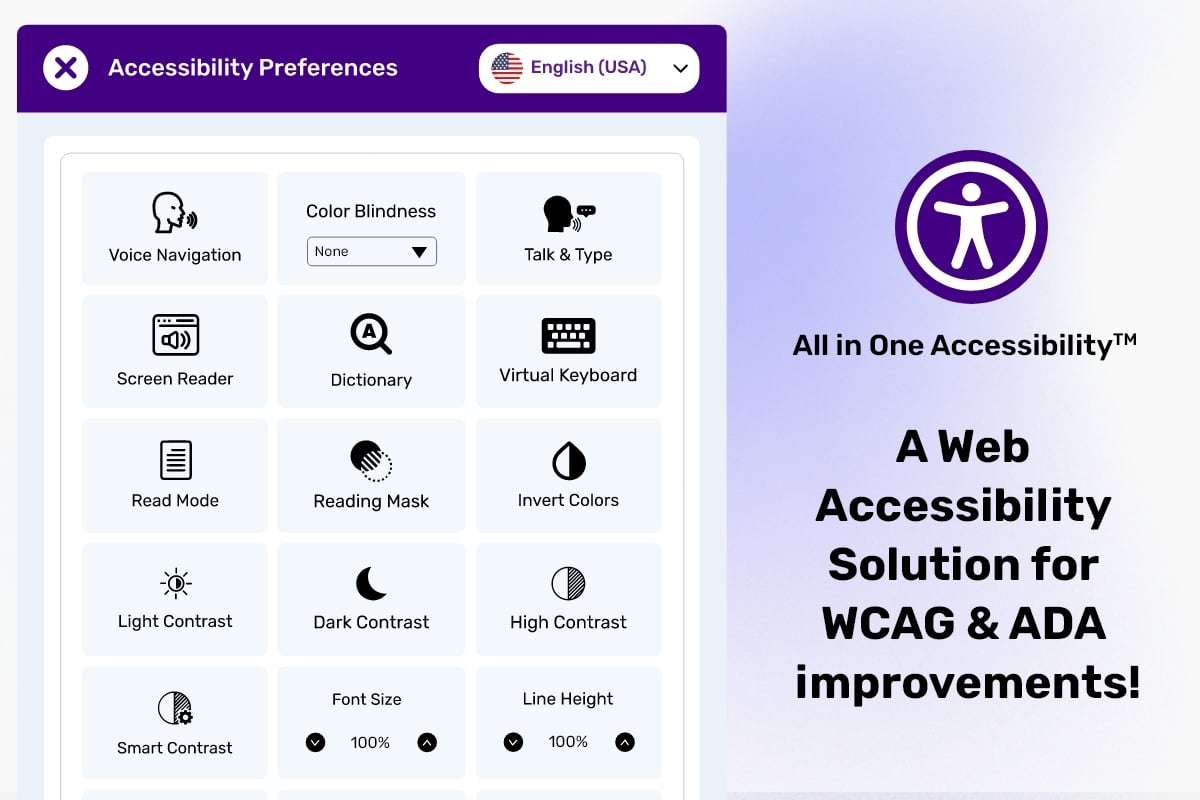 Accessibility Preferences
English (USA)
Voice Navigation
Color Blindness
None
Talk & Type
Screen Reader
A
Dictionary
Virtual Keyboard
Read Mode
Reading Mask
Invert Colors
Light Contrast
Dark Contrast
High Contrast
Smart Contrast
Font Size
100%
Line Height
100%
All in One Accessibility™
A Web
Accessibility
Solution for
WCAG & ADA
improvements!